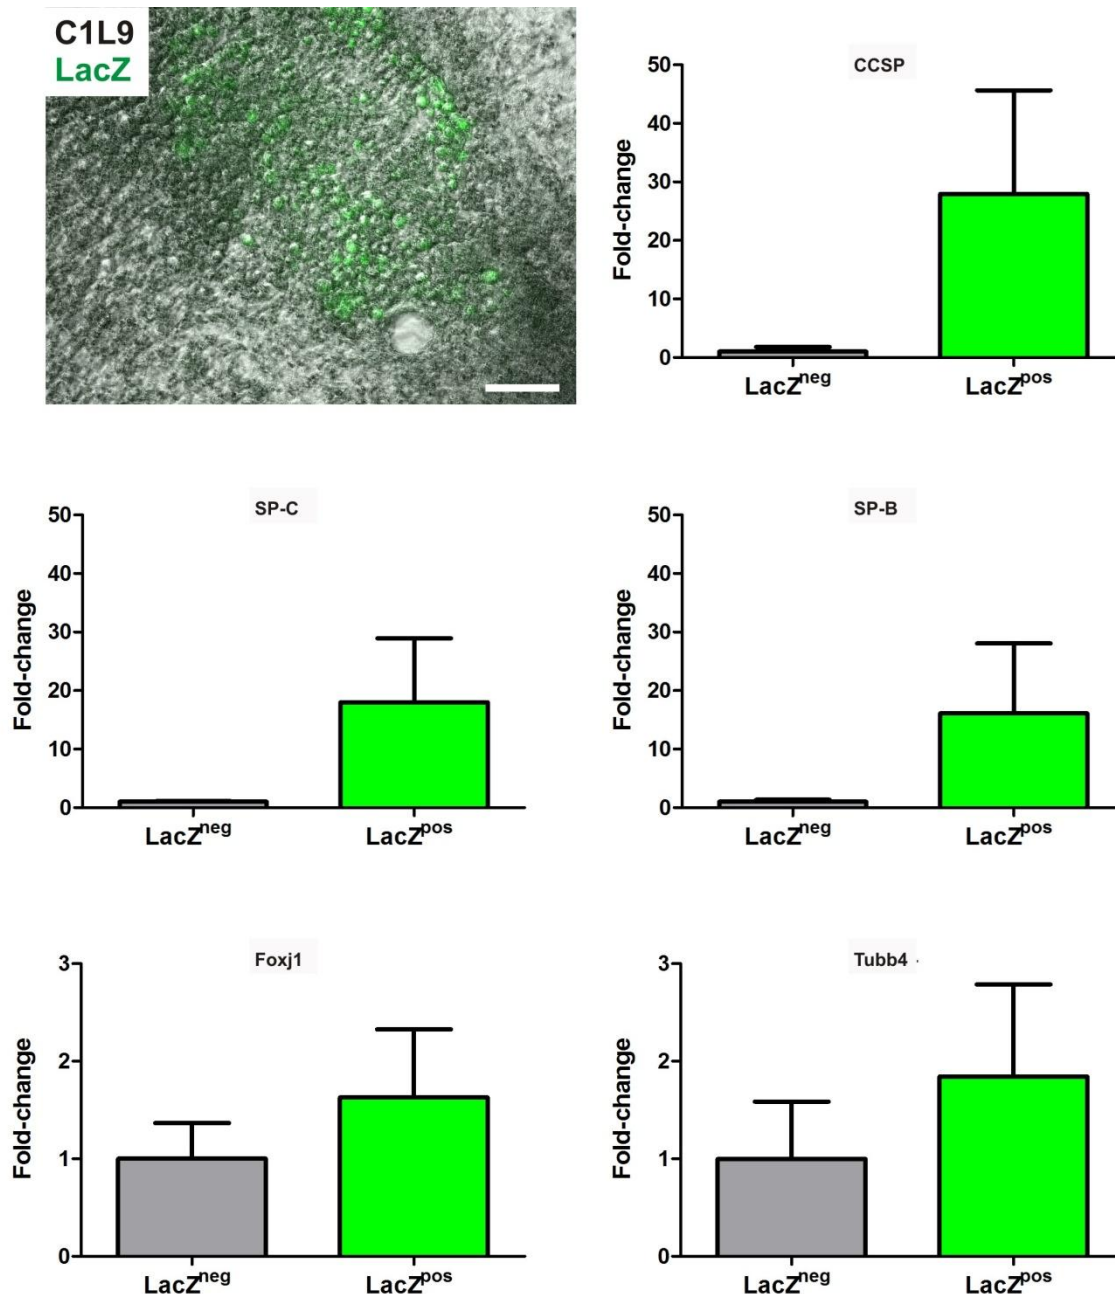 C1L9
LacZ
CCSP
Fold-change
50
40
30
20
10
0
LacZneg
LacZpos
SP-C
Fold-change
50
40
30
20
10
0
LacZneg
LacZpos
SP-B
Fold-change
50
40
30
20
10
0
LacZneg
LacZpos
Foxj1
Fold-change
3
2
1
0
LacZneg
LacZpos
Tubb4
Fold-change
3
2
1
0
LacZneg
LacZpos